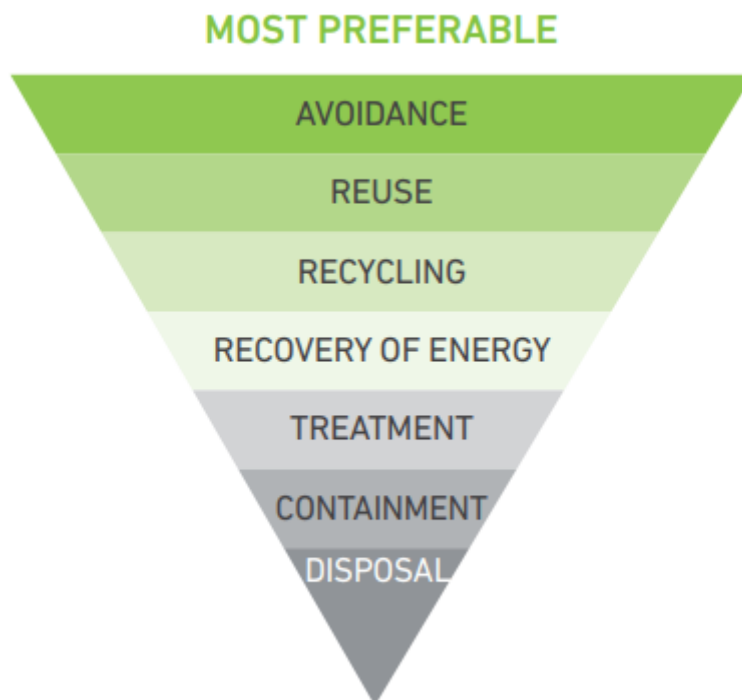 MOST PREFERABLE
AVOIDANCE
REUSE
RECYCLING
RECOVERY OF ENERGY
TREATMENT
CONTAINMENT
DISPOSAL